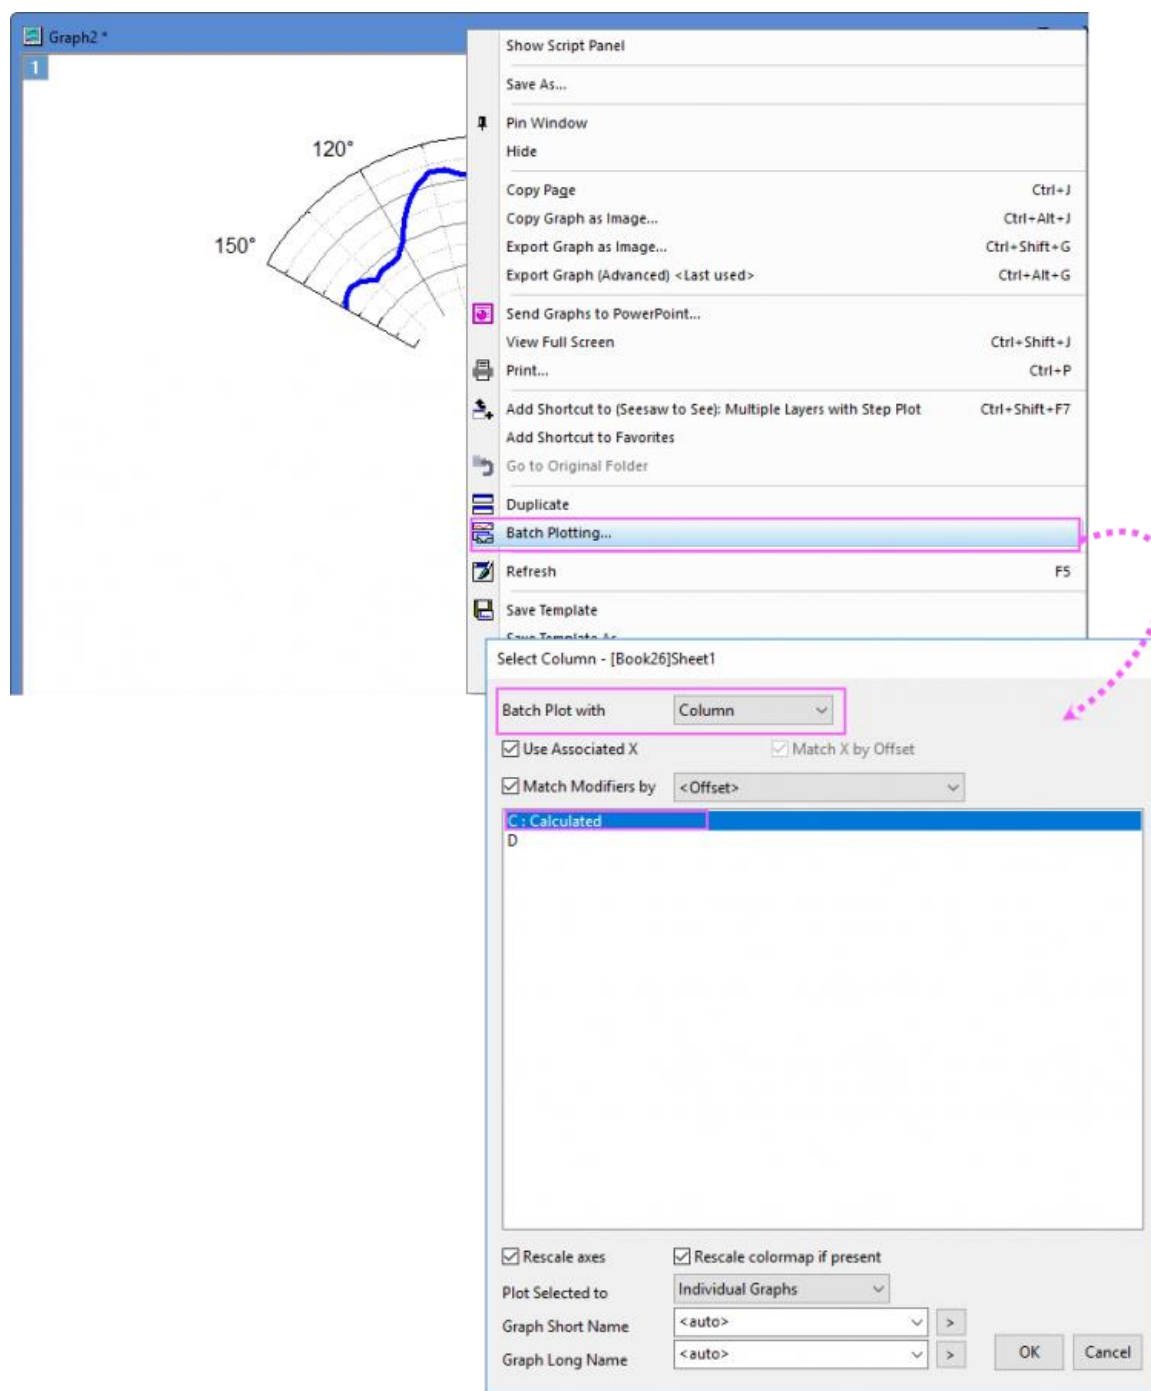 Graph2 *
1
120°
150°
Show Script Panel
Save As...
Pin Window
Hide
Copy Page Ctrl+J
Copy Graph as Image... Ctrl+Alt+J
Export Graph as Image... Ctrl+Shift+G
Export Graph (Advanced) <Last used> Ctrl+Alt+G
Send Graphs to PowerPoint...
View Full Screen Ctrl+Shift+J
Print... Ctrl+P
Add Shortcut to (Seesaw to See): Multiple Layers with Step Plot Ctrl+Shift+F7
Add Shortcut to Favorites
Go to Original Folder
Duplicate
Batch Plotting...
Refresh F5
Save Template
Save Template As
Select Column - [Book26]Sheet1
Batch Plot with Column
Use Associated X Match X by Offset
Match Modifiers by <Offset>
C : Calculated
D
Rescale axes Rescale colormap if present
Plot Selected to Individual Graphs
Graph Short Name <auto> >
Graph Long Name <auto> > OK Cancel